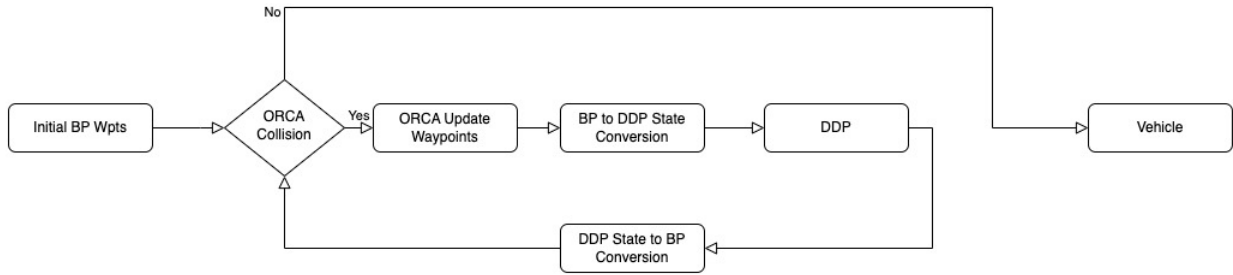 No
Initial BP Wpts
ORCA
Collision
Yes
ORCA Update
Waypoints
BP to DDP State
Conversion
DDP
Vehicle
DDP State to BP
Conversion